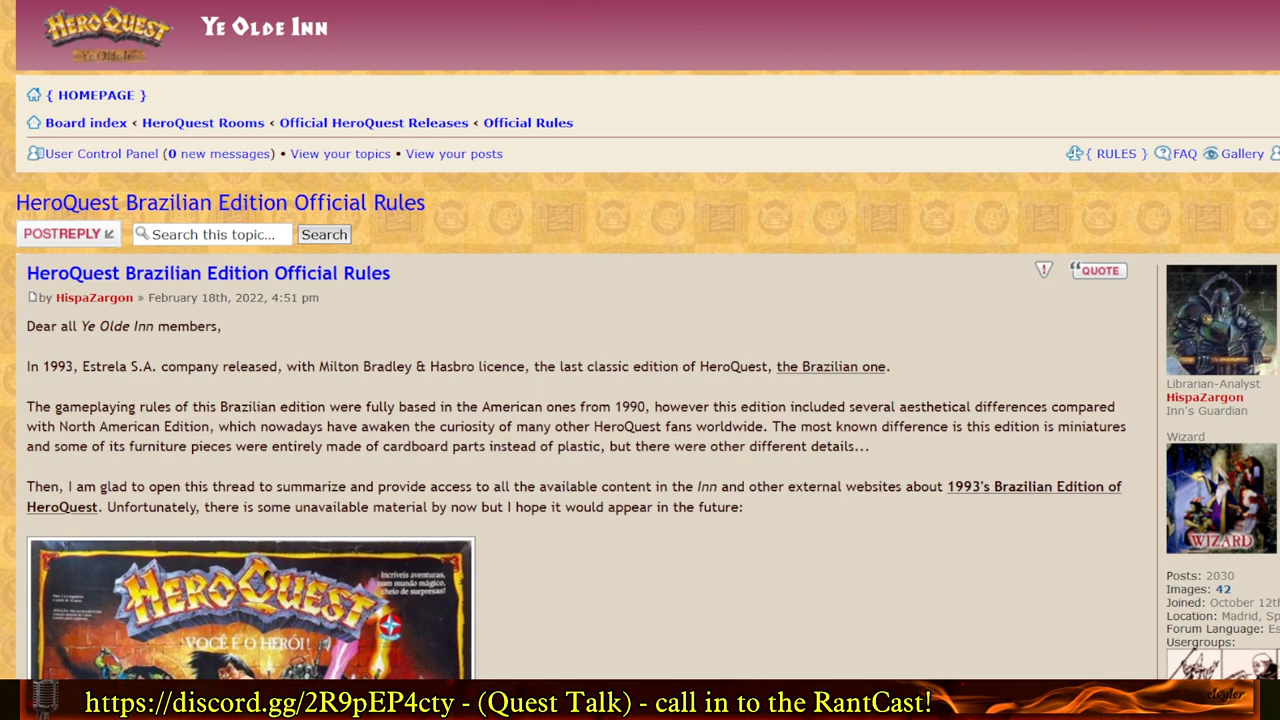 HEROQUEST
Ye Olde Inn
YE OLDE INN
{ HOMEPAGE }
Board index ‹ HeroQuest Rooms ‹ Official HeroQuest Releases ‹ Official Rules
User Control Panel (0 new messages) • View your topics • View your posts
{ RULES } FAQ Gallery
HeroQuest Brazilian Edition Official Rules
POSTREPLY Search this topic... Search
HeroQuest Brazilian Edition Official Rules
QUOTE
by HispaZargon » February 18th, 2022, 4:51 pm
Dear all Ye Olde Inn members,
In 1993, Estrela S.A. company released, with Milton Bradley & Hasbro licence, the last classic edition of HeroQuest, the Brazilian one.
The gameplaying rules of this Brazilian edition were fully based in the American ones from 1990, however this edition included several aesthetical differences compared
with North American Edition, which nowadays have awaken the curiosity of many other HeroQuest fans worldwide. The most known difference is this edition is miniatures
and some of its furniture pieces were entirely made of cardboard parts instead of plastic, but there were other different details...
Then, I am glad to open this thread to summarize and provide access to all the available content in the Inn and other external websites about 1993's Brazilian Edition of
HeroQuest. Unfortunately, there is some unavailable material by now but I hope it would appear in the future:
Incríveis aventuras,
num mundo mágico,
cheio de surpresas!
HEROQUEST
VOCÊ É O HERÓI!
Librarian-Analyst
HispaZargon
Inn's Guardian
Wizard
WIZARD
Posts: 2030
Images: 42
Joined: October 12th
Location: Madrid, Sp
Forum Language: Es
Usergroups:
https://discord.gg/2R9pEP4cty - (Quest Talk) - call in to the RantCast!